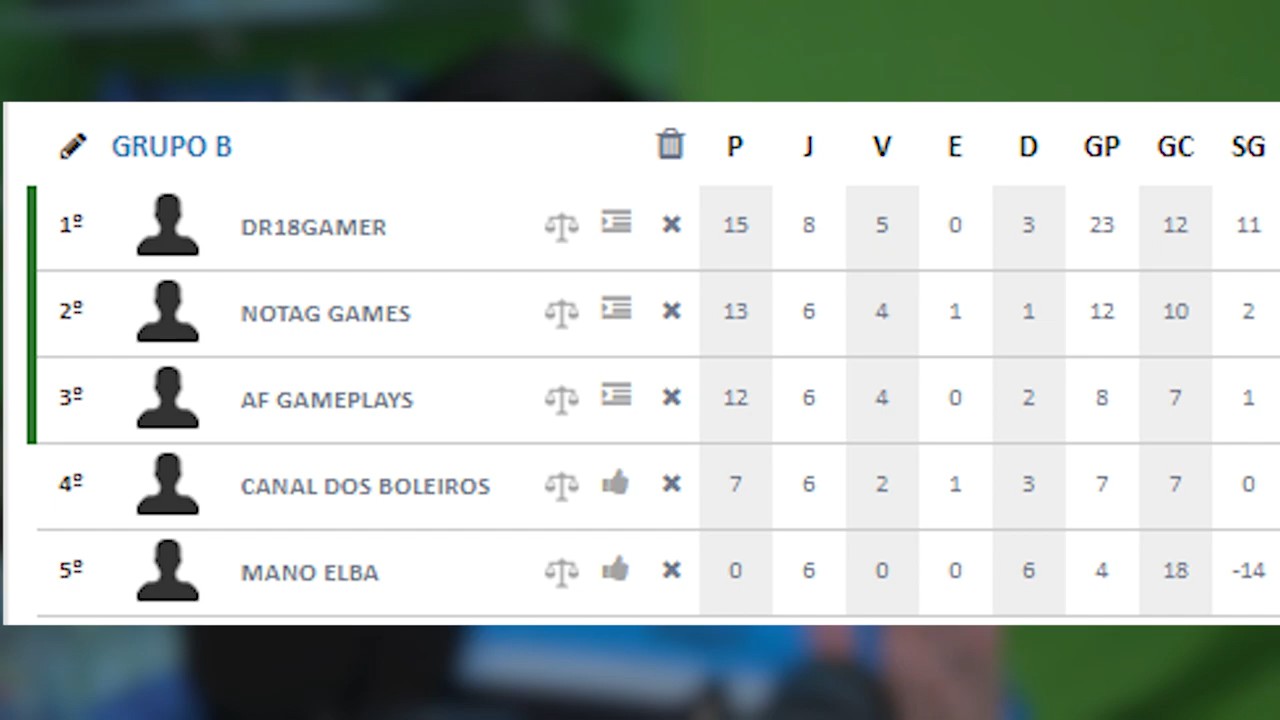 GRUPO B P J V E D GP GC SG
1º DR18GAMER 15 8 5 0 3 23 12 11
2º NOTAG GAMES 13 6 4 1 1 12 10 2
3º AF GAMEPLAYS 12 6 4 0 2 8 7 1
4º CANAL DOS BOLEIROS 7 6 2 1 3 7 7 0
5º MANO ELBA 0 6 0 0 6 4 18 -14